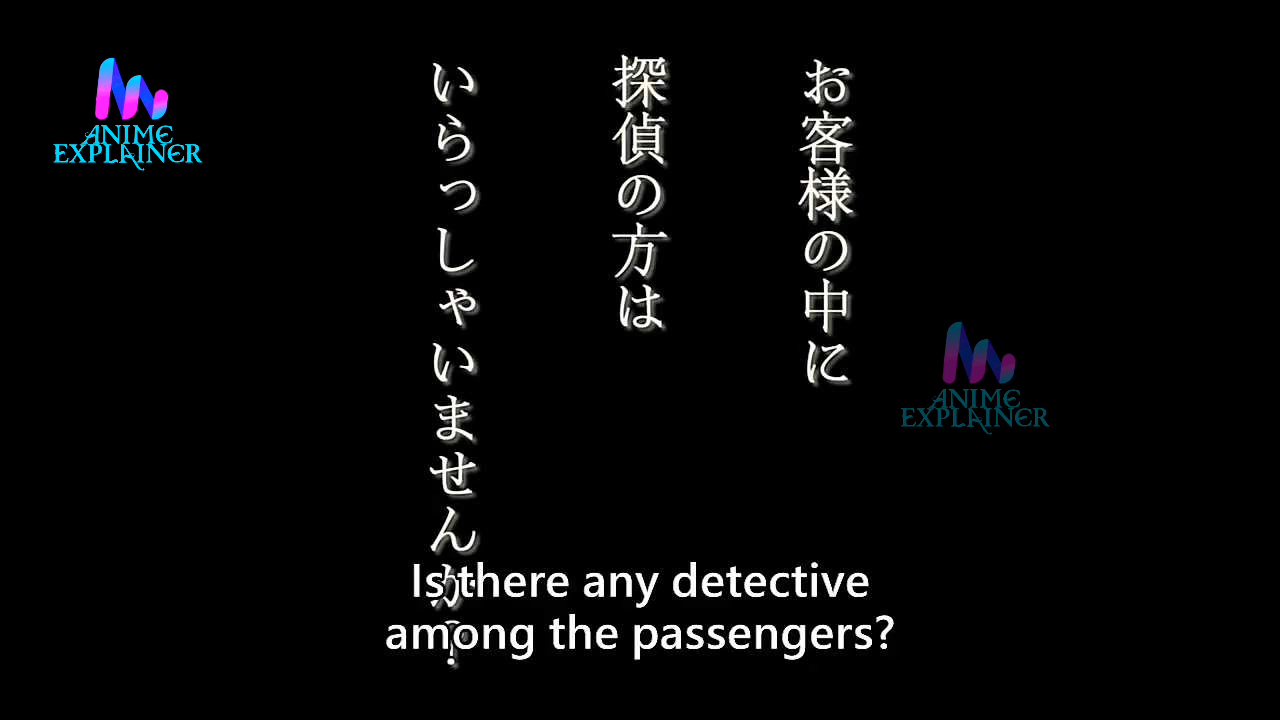 お客様の中に
探偵の方は
いらっしゃいませんか?
Is there any detective
among the passengers?
ANIME
EXPLAINER
ANIME
EXPLAINER